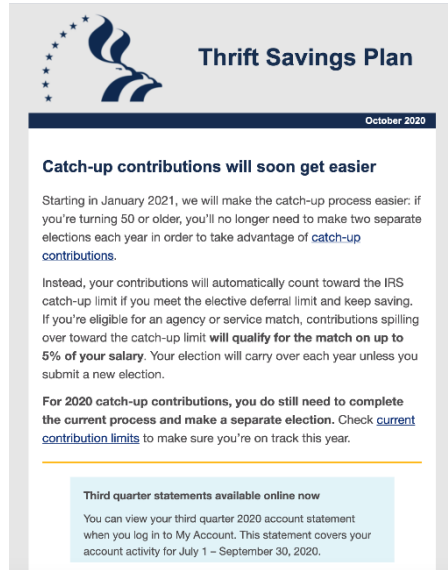 Thrift Savings Plan
October 2020
Catch-up contributions will soon get easier
Starting in January 2021, we will make the catch-up process easier: if
you're turning 50 or older, you'll no longer need to make two separate
elections each year in order to take advantage of catch-up
contributions.
Instead, your contributions will automatically count toward the IRS
catch-up limit if you meet the elective deferral limit and keep saving.
If you're eligible for an agency or service match, contributions spilling
over toward the catch-up limit will qualify for the match on up to
5% of your salary. Your election will carry over each year unless you
submit a new election.
For 2020 catch-up contributions, you do still need to complete
the current process and make a separate election. Check current
contribution limits to make sure you're on track this year.
Third quarter statements available online now
You can view your third quarter 2020 account statement
when you log in to My Account. This statement covers your
account activity for July 1 – September 30, 2020.